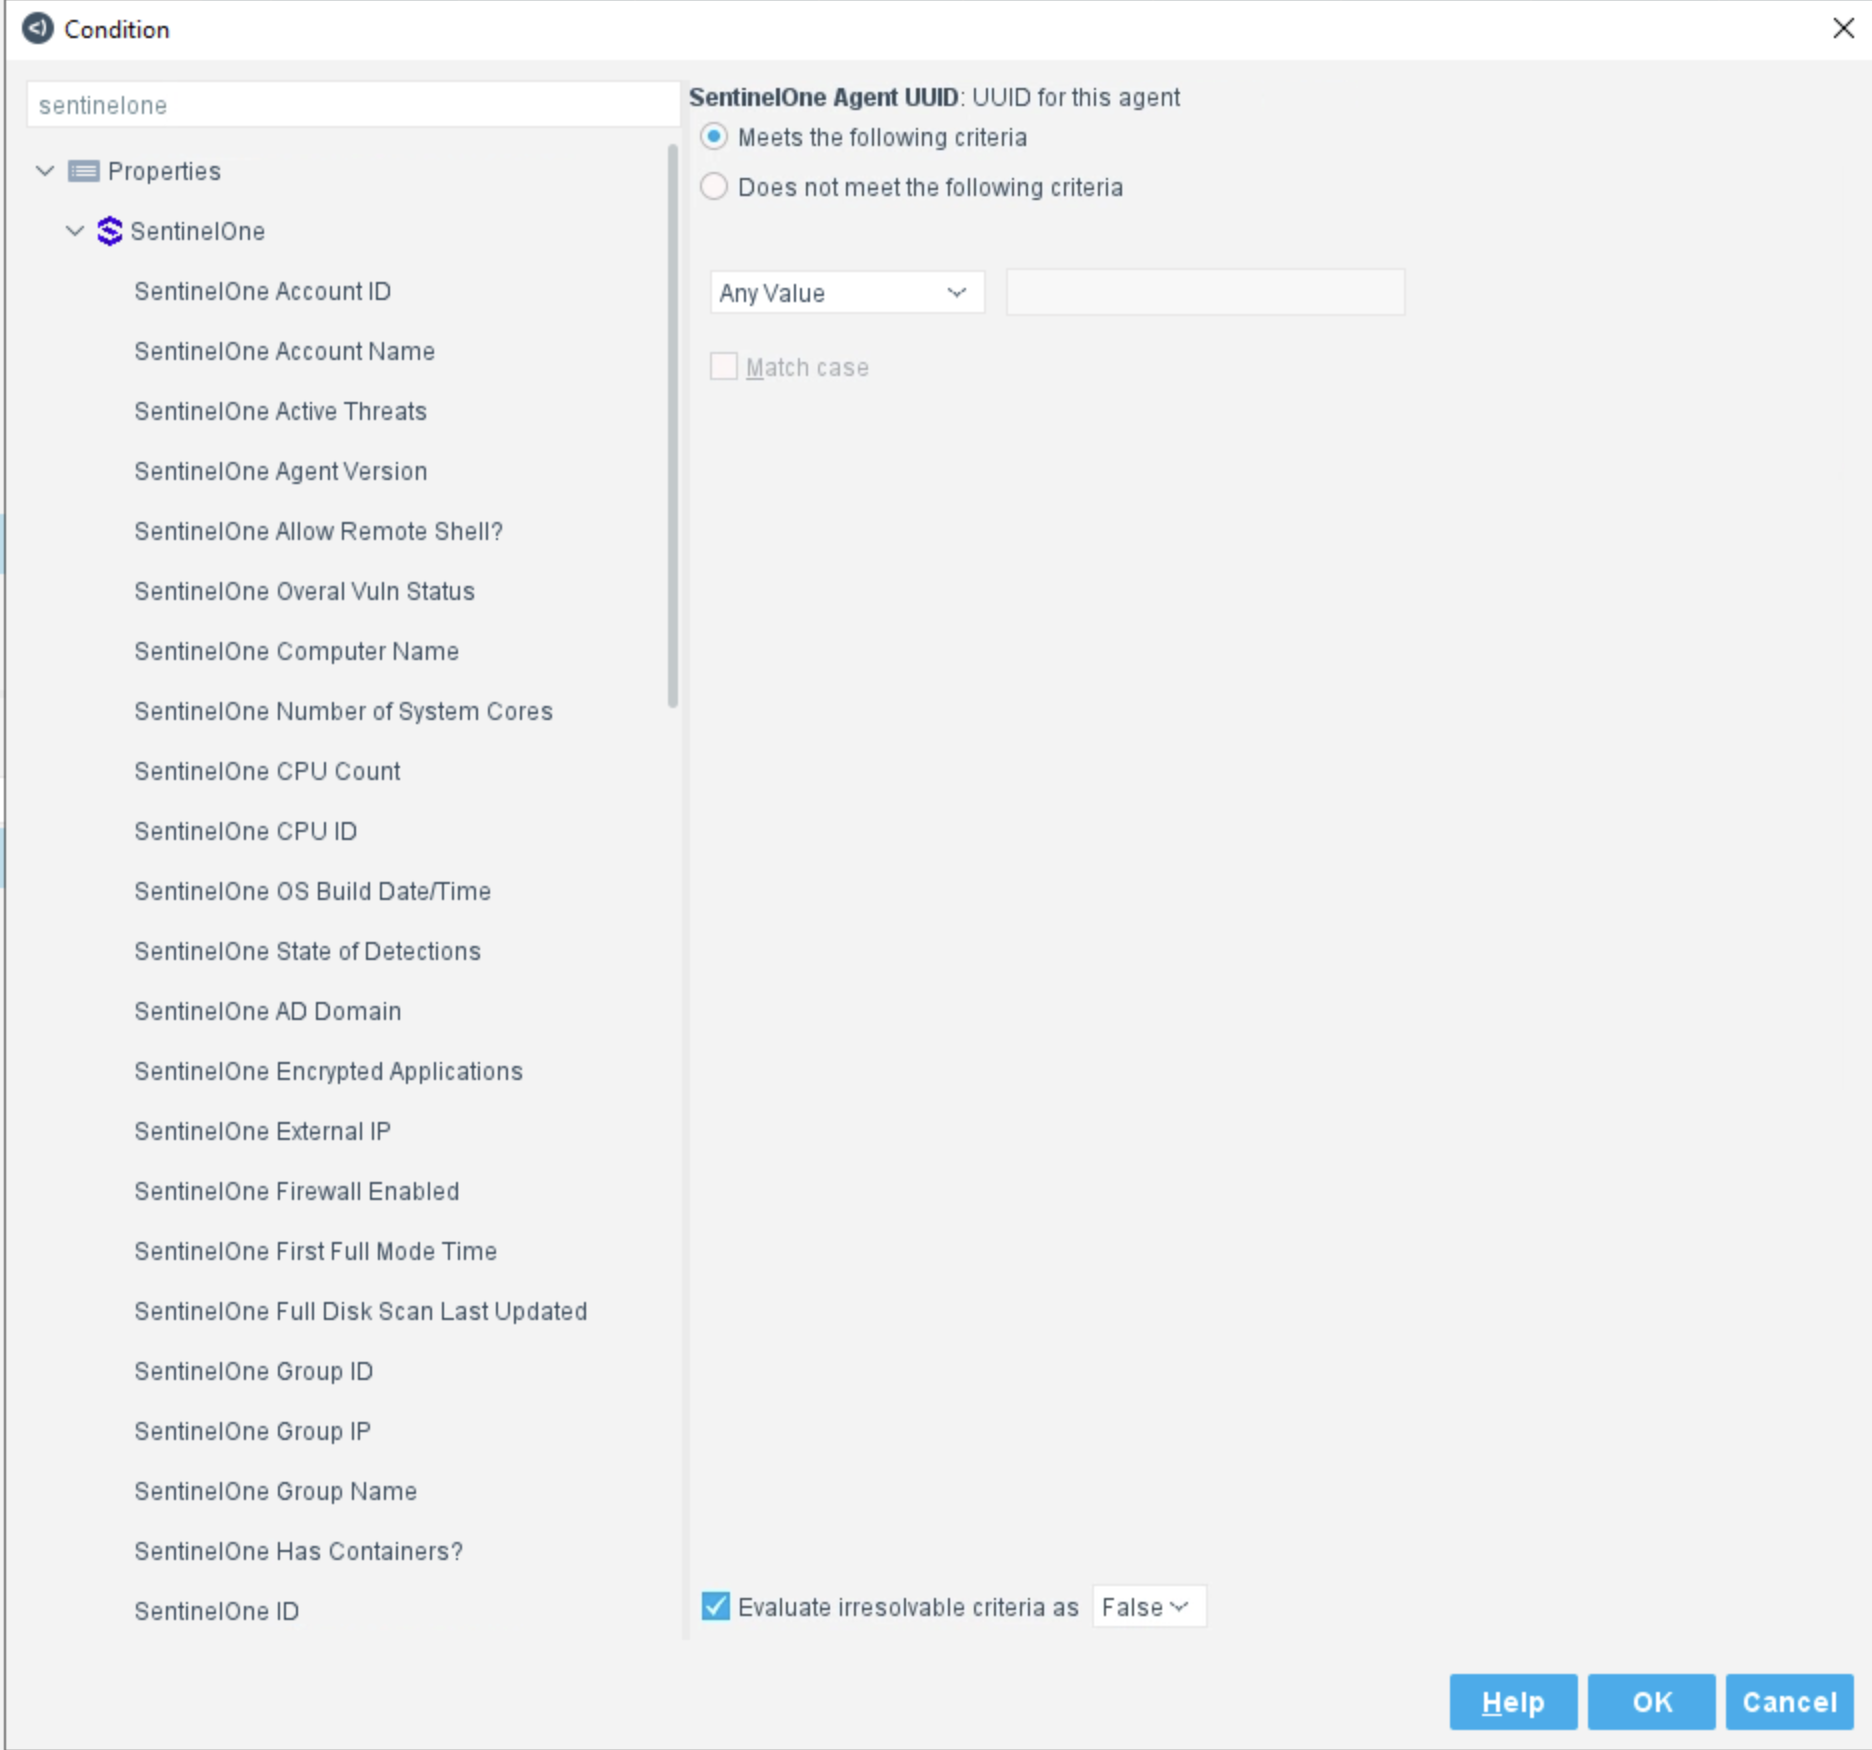 Condition
sentinelone
Properties
SentinelOne
SentinelOne Account ID
SentinelOne Account Name
SentinelOne Active Threats
SentinelOne Agent Version
SentinelOne Allow Remote Shell?
SentinelOne Overal Vuln Status
SentinelOne Computer Name
SentinelOne Number of System Cores
SentinelOne CPU Count
SentinelOne CPU ID
SentinelOne OS Build Date/Time
SentinelOne State of Detections
SentinelOne AD Domain
SentinelOne Encrypted Applications
SentinelOne External IP
SentinelOne Firewall Enabled
SentinelOne First Full Mode Time
SentinelOne Full Disk Scan Last Updated
SentinelOne Group ID
SentinelOne Group IP
SentinelOne Group Name
SentinelOne Has Containers?
SentinelOne ID
SentinelOne Agent UUID: UUID for this agent
Meets the following criteria
Does not meet the following criteria
Any Value
Match case
Evaluate irresolvable criteria as False
Help OK Cancel